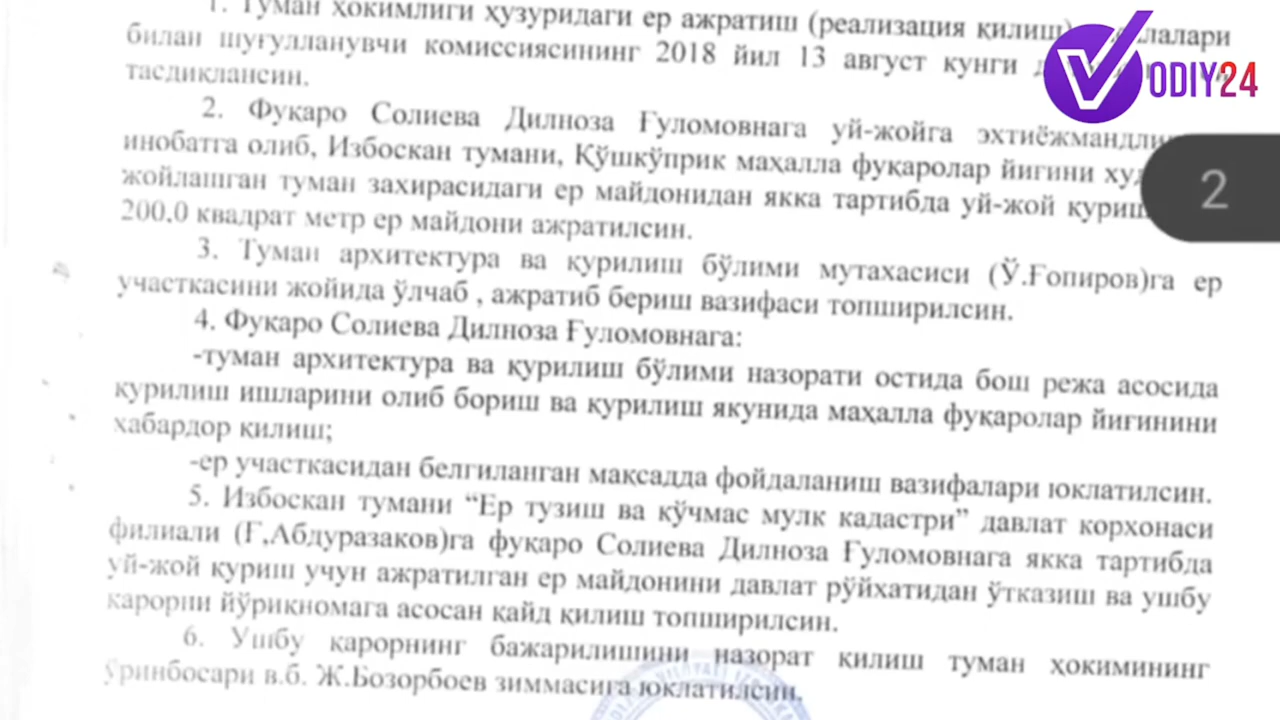 1. Туман ҳокимлиги ҳузуридаги ер ажратиш (реализация қилиш)
билан шуғулланувчи комиссиясининг 2018 йил 13 август кунги
тасдиқлансин.
2. Фуқаро Солиева Дилноза Ғуломовнага уй-жойга
инобатга олиб, Избоскан тумани, Қўшкўприк маҳалла фуқаролар йиғини
жойлашган туман захирасидаги ер майдонидан якка тартибда уй-жой
200,0 квадрат метр ер майдони ажратилсин.
3. Туман архитектура ва қурилиш бўлими мутахасиси (Ў.Ғопиров)га ер
участкасини жойида ўлчаб , ажратиб бериш вазифаси топширилсин.
4. Фуқаро Солиева Дилноза Ғуломовнага:
-туман архитектура ва қурилиш бўлими назорати остида бош режа асосида
қурилиш ишларини олиб бориш ва қурилиш якунида маҳалла фуқаролар йиғинини
хабардор қилиш;
-ер участкасидан белгиланган мақсадда фойдаланиш вазифалари юклатилсин.
5. Избоскан тумани “Ер тузиш ва кўчмас мулк кадастри” давлат корхонаси
филиали (Ғ,Абдуразаков)га фуқаро Солиева Дилноза Ғуломовнага якка тартибда
уй-жой қуриш учун ажратилган ер майдонини давлат рўйхатидан ўтказиш ва ушбу
қарорни йўриқномага асосан қайд қилиш топширилсин.
6. Ушбу қарорнинг бажарилишини назорат қилиш туман ҳокимининг
ўринбосари в.б. Ж.Бозорбоев зиммасига юклатилсин.
VODIY24
2